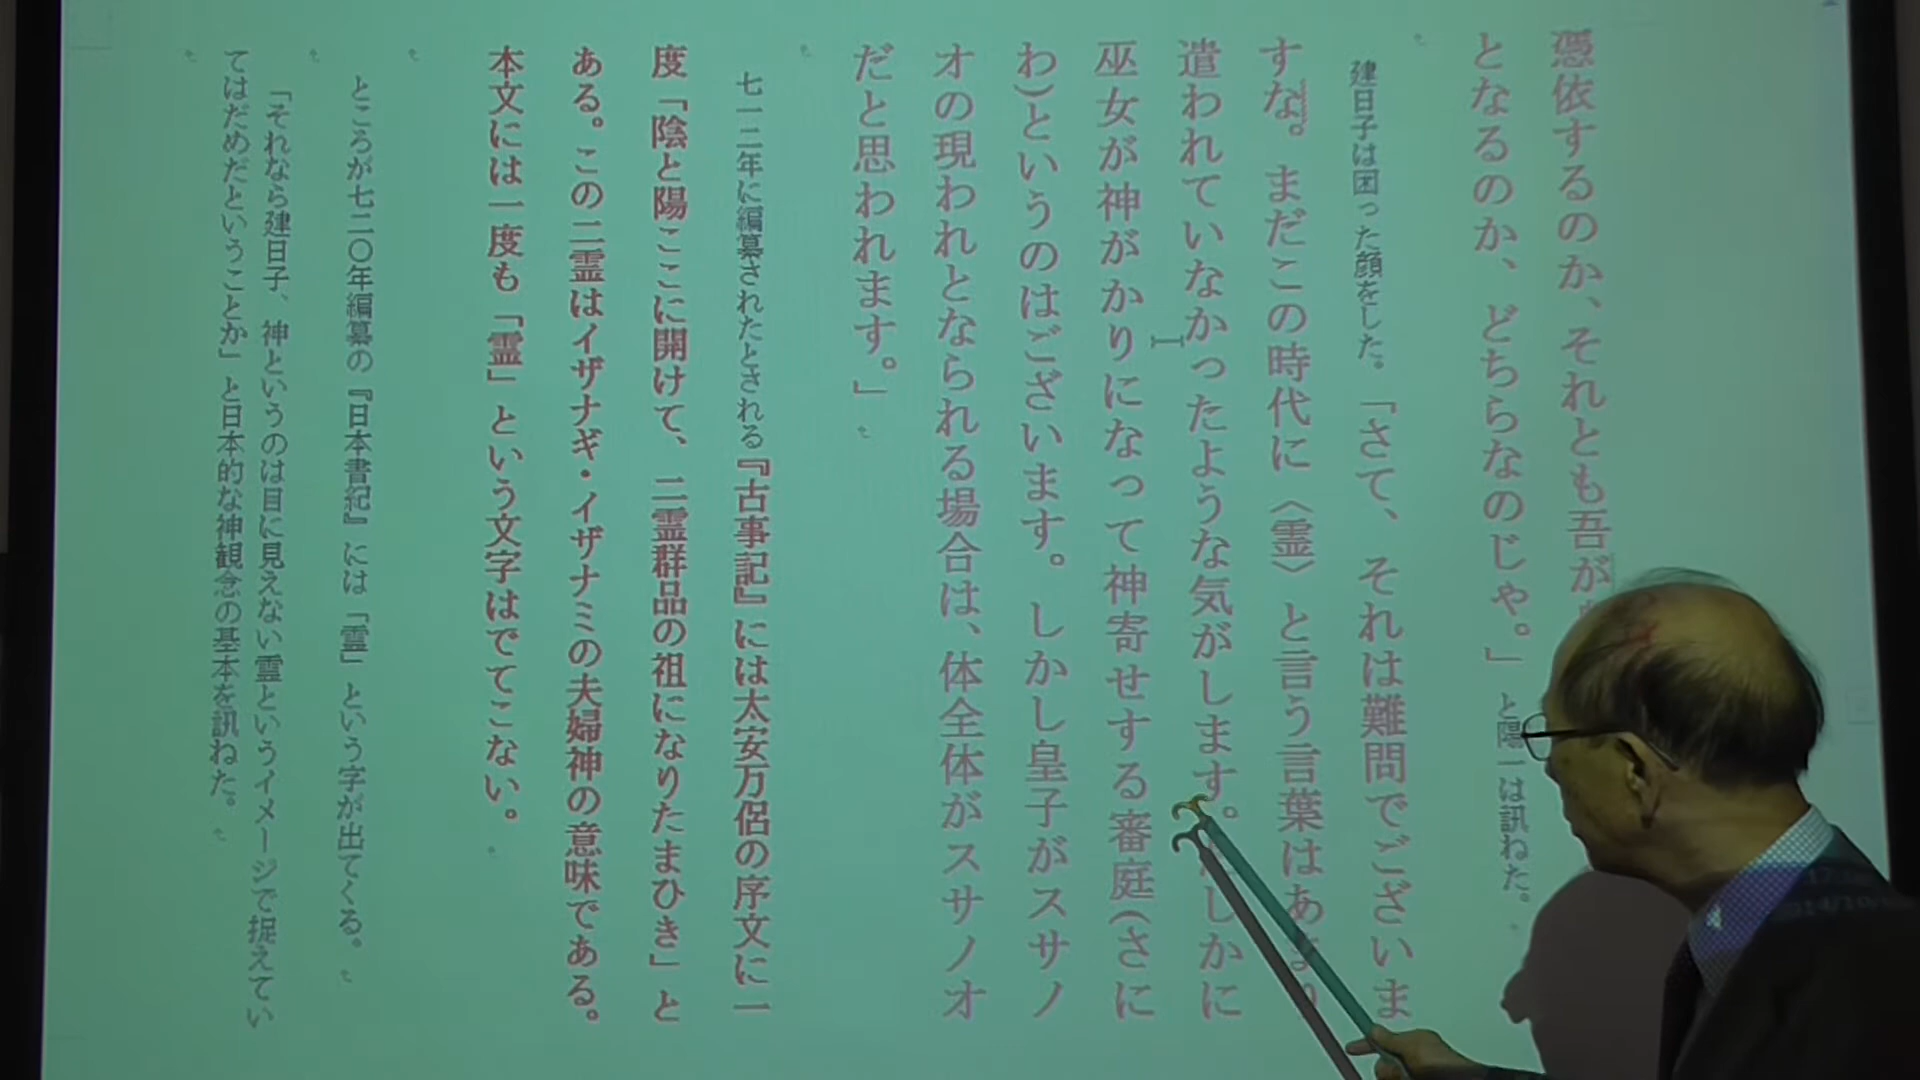 憑依するのか、それとも吾が
となるのか、どちらなのじゃ。」と陽一は訊ねた。
建日子は困った顔をした。「さて、それは難問でございま
すな。まだこの時代に〈霊〉と言う言葉はあまり
遣われていなかったような気がします。たしかに
巫女が神がかりになって神寄せする審庭(さに
わ)というのはございます。しかし皇子がスサノ
オの現われとなられる場合は、体全体がスサノオ
だと思われます。」
七一二年に編纂されたとされる『古事記』には太安万侶の序文に一
度「陰と陽ここに開けて、二霊群品の祖になりたまひき」と
ある。この二霊はイザナギ・イザナミの夫婦神の意味である。
本文には一度も「霊」という文字はでてこない。
ところが七二〇年編纂の『日本書紀』には「霊」という字が出てくる。
「それなら建日子、神というのは目に見えない霊というイメージで捉えてい
てはだめだということか」と日本的な神観念の基本を訊ねた。